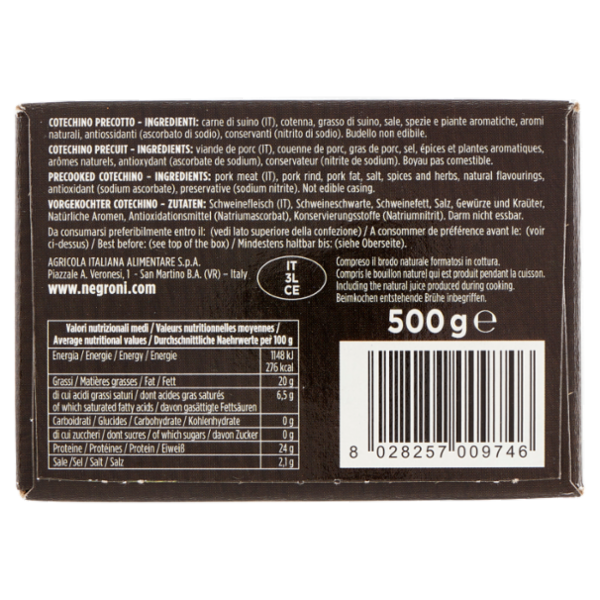 COTECHINO PRECOTTO - INGREDIENTI: carne di suino (IT), cotenna, grasso di suino, sale, spezie e piante aromatiche, aromi
naturali, antiossidanti (ascorbato di sodio), conservanti (nitrito di sodio). Budello non edibile.
COTECHINO PRECUIT - INGRÉDIENTS: viande de porc (IT), couenne de porc, gras de porc, sel, épices et plantes aromatiques,
arômes naturels, antioxydant (ascorbate de sodium), conservateur (nitrite de sodium). Boyau pas comestible.
PRECOOKED COTECHINO - INGREDIENTS: pork meat (IT), pork rind, pork fat, salt, spices and herbs, natural flavourings,
antioxidant (sodium ascorbate), preservative (sodium nitrite). Not edible casing.
VORGEKOCHTER COTECHINO - ZUTATEN: Schweinefleisch (IT), Schweineschwarte, Schweinefett, Salz, Gewürze und Kräuter,
Natürliche Aromen, Antioxidationsmittel (Natriumascorbat), Konservierungsstoffe (Natriumnitrit). Darm nicht essbar.
Da consumarsi preferibilmente entro il: (vedi lato superiore della confezione) / A consommer de préférence avant le: (voir
ci-dessus) / Best before: (see top of the box) / Mindestens haltbar bis: (siehe Oberseite).
AGRICOLA ITALIANA ALIMENTARE S.p.A.
Piazzale A. Veronesi, 1 - San Martino B.A. (VR) - Italy
www.negroni.com
IT
3L
CE
Compreso il brodo naturale formatosi in cottura.
Compris le bouillon naturel qui est produit pendant la cuisson.
Including the natural juice produced during cooking.
Beimkochen entstehende Brühe inbegriffen.
500 g e
Valori nutrizionali medi / Valeurs nutritionnelles moyennes /
Average nutritional values / Durchschnittliche Naehrwerte per 100 g
Energia / Energie / Energy / Energie 1148 kJ
276 kcal
Grassi / Matières grasses / Fat / Fett 20 g
di cui acidi grassi saturi / dont acides gras saturés 6,5 g
of which saturated fatty acids / davon gasättigte Fettsäuren
Carboidrati / Glucides / Carbohydrate / Kohlenhydrate 0 g
di cui zuccheri / dont sucres / of which sugars / davon Zucker 0 g
Proteine / Protéines / Protein / Eiweiß 24 g
Sale /Sel / Salt / Salz 2,1 g
8 028257 009746